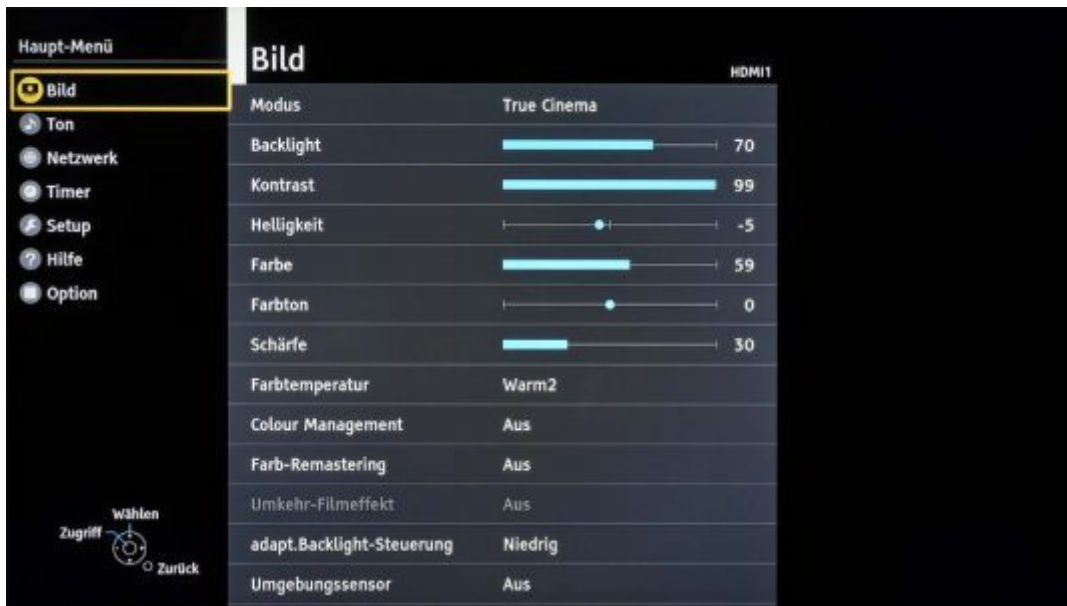 Haupt-Menü
Bild
Ton
Netzwerk
Timer
Setup
Hilfe
Option
Wählen
Zugriff
Zurück
Bild
HDMI1
Modus True Cinema
Backlight 70
Kontrast 99
Helligkeit -5
Farbe 59
Farbton 0
Schärfe 30
Farbtemperatur Warm2
Colour Management Aus
Farb-Remastering Aus
Umkehr-Filmeffekt Aus
adapt.Backlight-Steuerung Niedrig
Umgebungssensor Aus